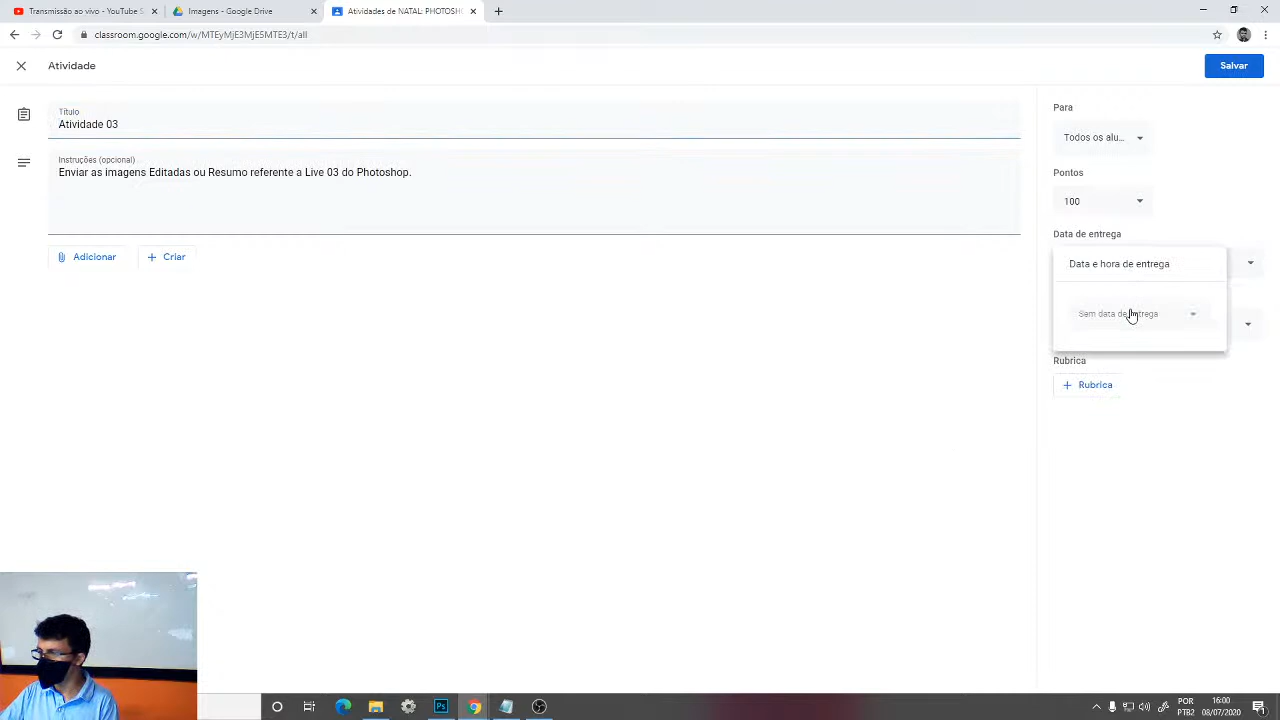 Transmissão ao vivo - YouTube S
Imagens - Google Drive
Atividades de NATAL: PHOTOSH
classroom.google.com/w/MTEyMjE3MjE5MTE3/t/all
Atividade
Salvar
Título
Atividade 03
Instruções (opcional)
Enviar as imagens Editadas ou Resumo referente a Live 03 do Photoshop.
Adicionar
Criar
Para
Todos os alu...
Pontos
100
Data de entrega
Data e hora de entrega
Sem data de entrega
Rubrica
Rubrica
Ps
POR
PTB2
16:00
08/07/2020